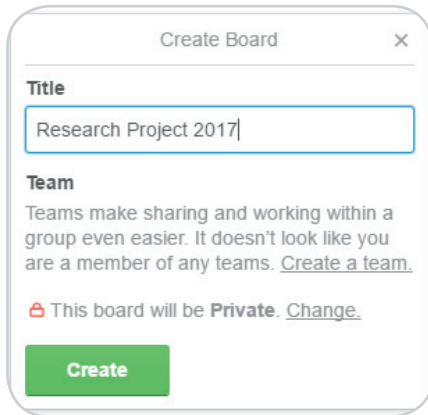 Create Board ×
Title
Research Project 2017
Team
Teams make sharing and working within a
group even easier. It doesn't look like you
are a member of any teams. Create a team.
This board will be Private. Change.
Create